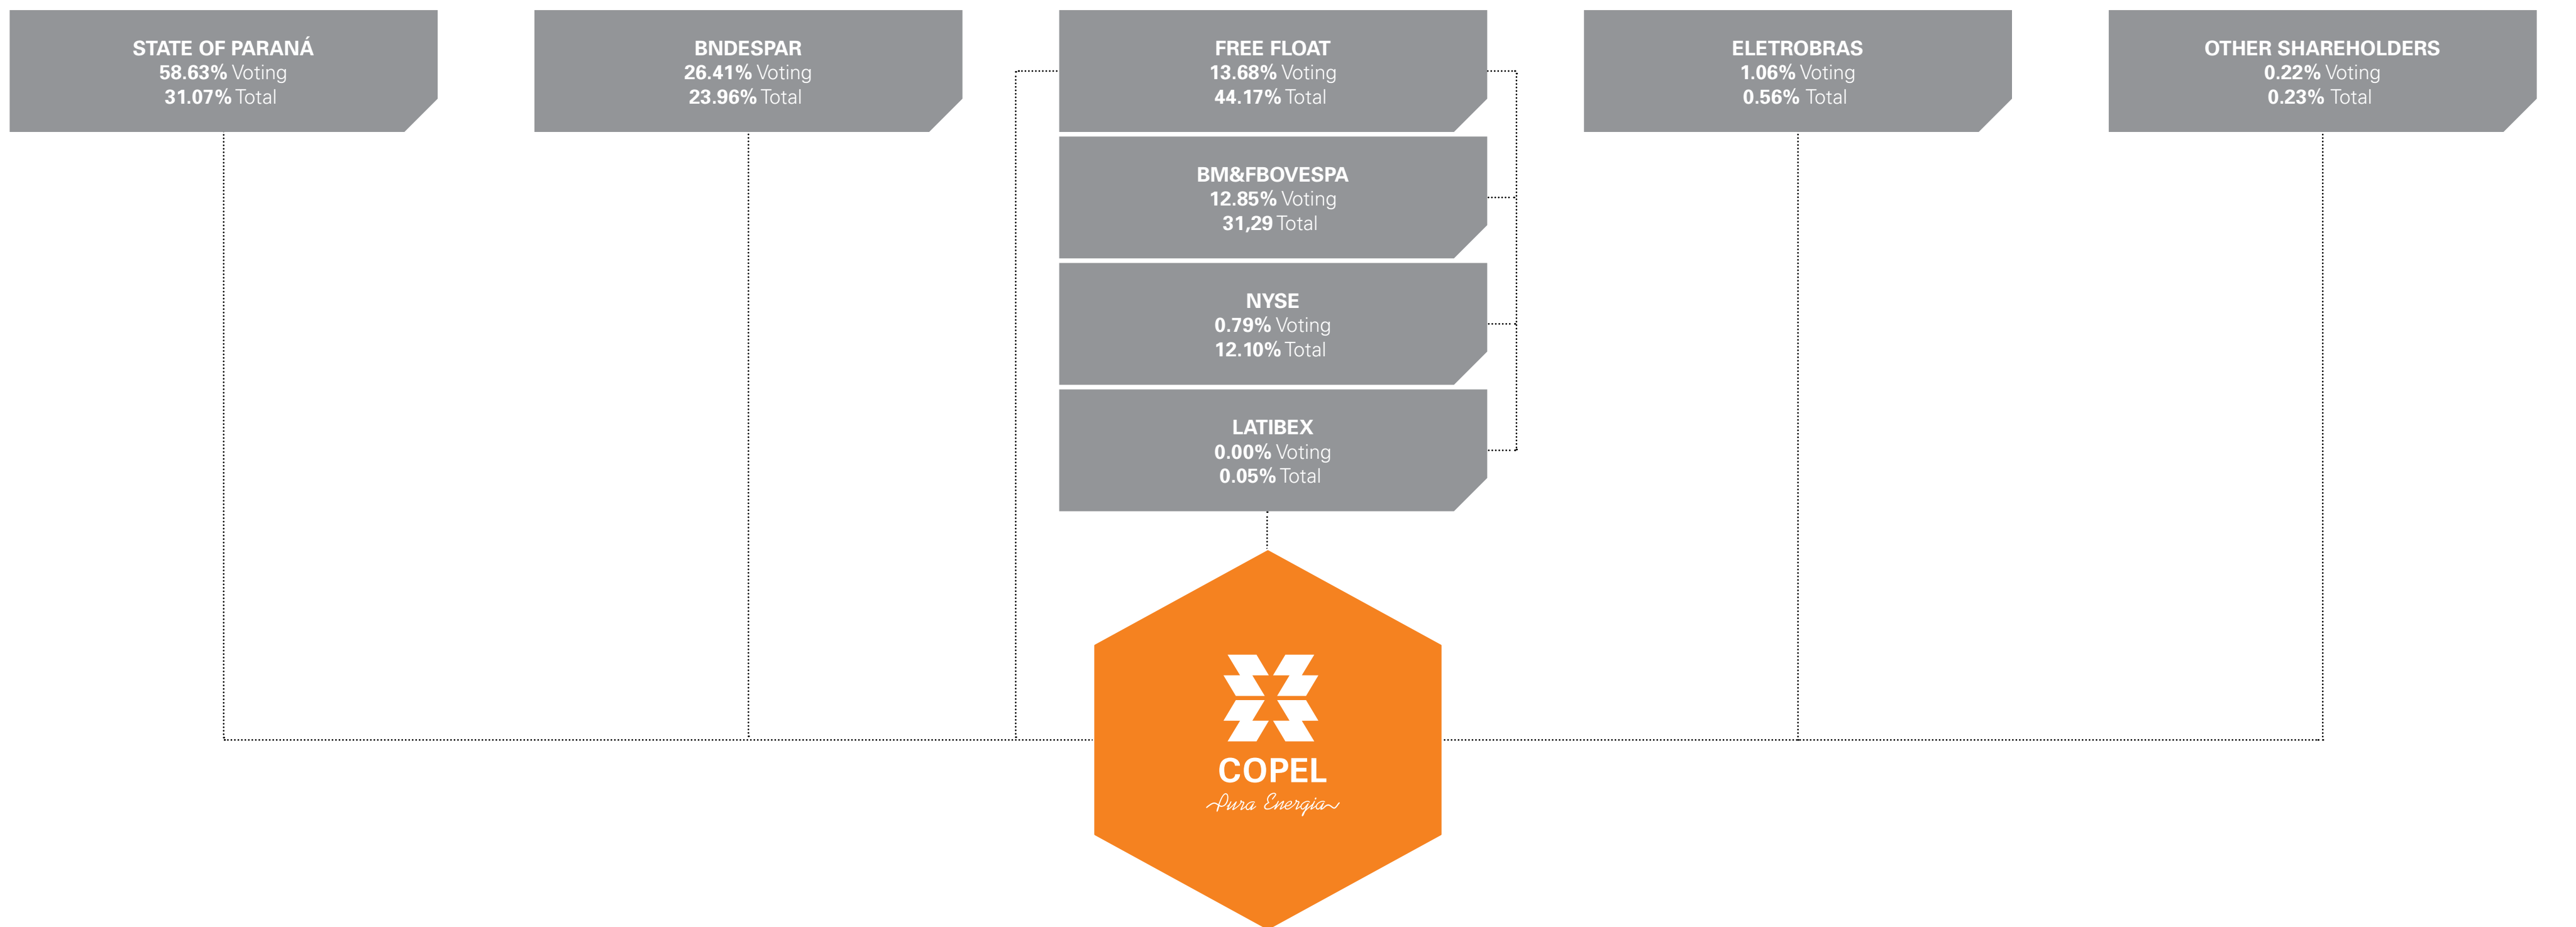 STATE OF PARANÁ
58.63% Voting
31.07% Total
BNDESPAR
26.41% Voting
23.96% Total
FREE FLOAT
13.68% Voting
44.17% Total
BM&FBOVESPA
12.85% Voting
31,29 Total
NYSE
0.79% Voting
12.10% Total
LATIBEX
0.00% Voting
0.05% Total
ELETROBRAS
1.06% Voting
0.56% Total
OTHER SHAREHOLDERS
0.22% Voting
0.23% Total
COPEL
Pura Energia